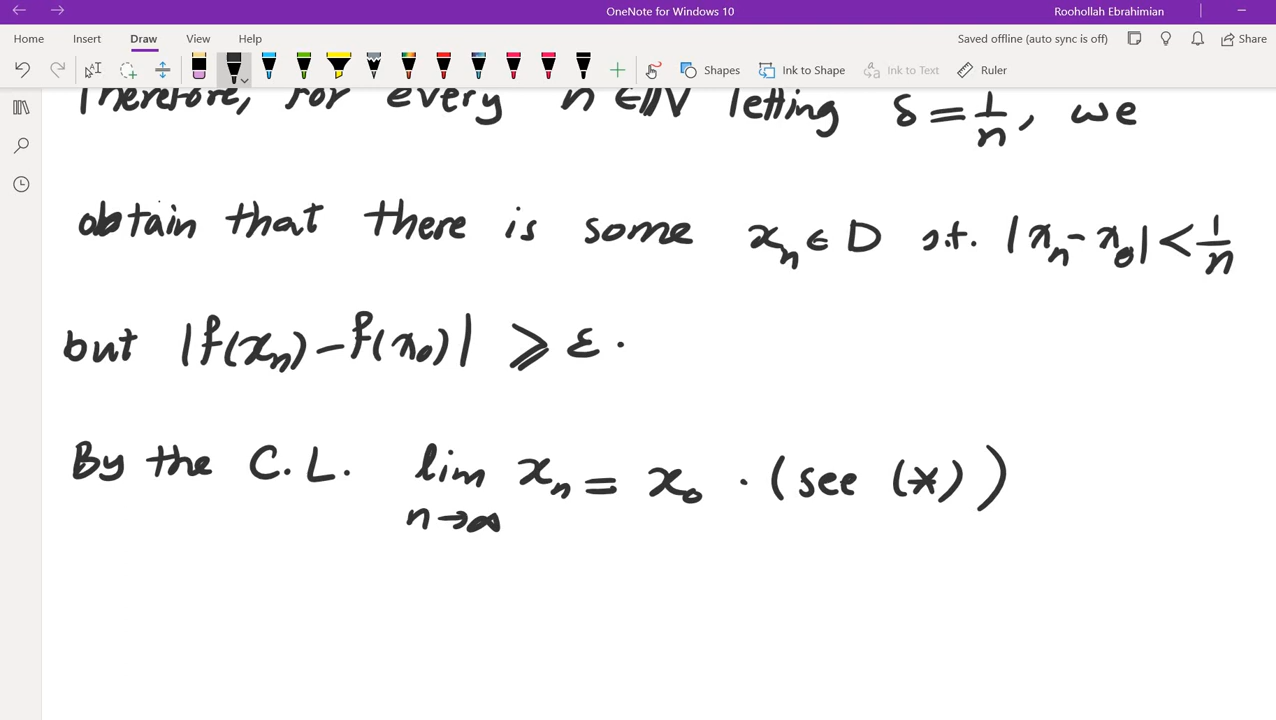 OneNote for Windows 10
Roohollah Ebrahimian
Home Insert Draw View Help
Saved offline (auto sync is off) Share
Shapes Ink to Shape Ink to Text Ruler
Therefore, for every n ∈ ℕ letting δ = 1/n, we
obtain that there is some xₙ ∈ D s.t. |xₙ - x₀| < 1/n
but |f(xₙ) - f(x₀)| ⩾ ε.
By the C.L. lim n→∞ xₙ = x₀. (see (*))